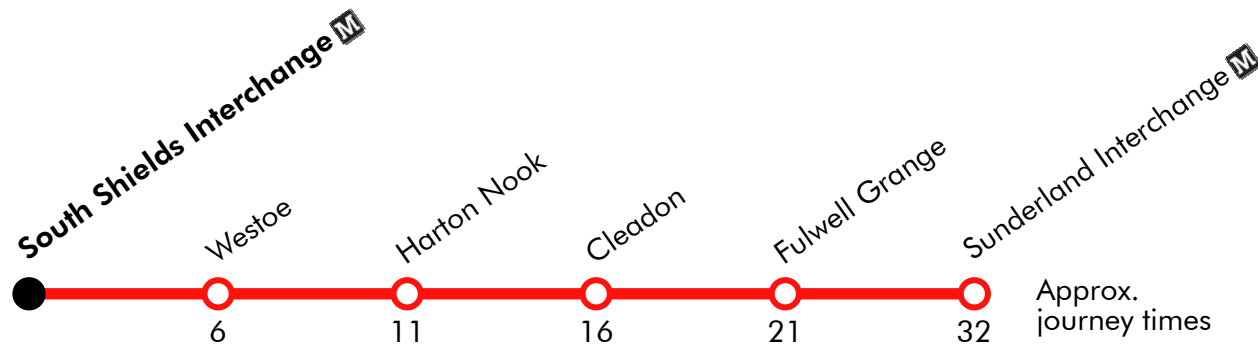 South Shields Interchange M
Westoe
Harton Nook
Cleadon
Fulwell Grange
Sunderland Interchange M
6
11
16
21
32
Approx.
journey times